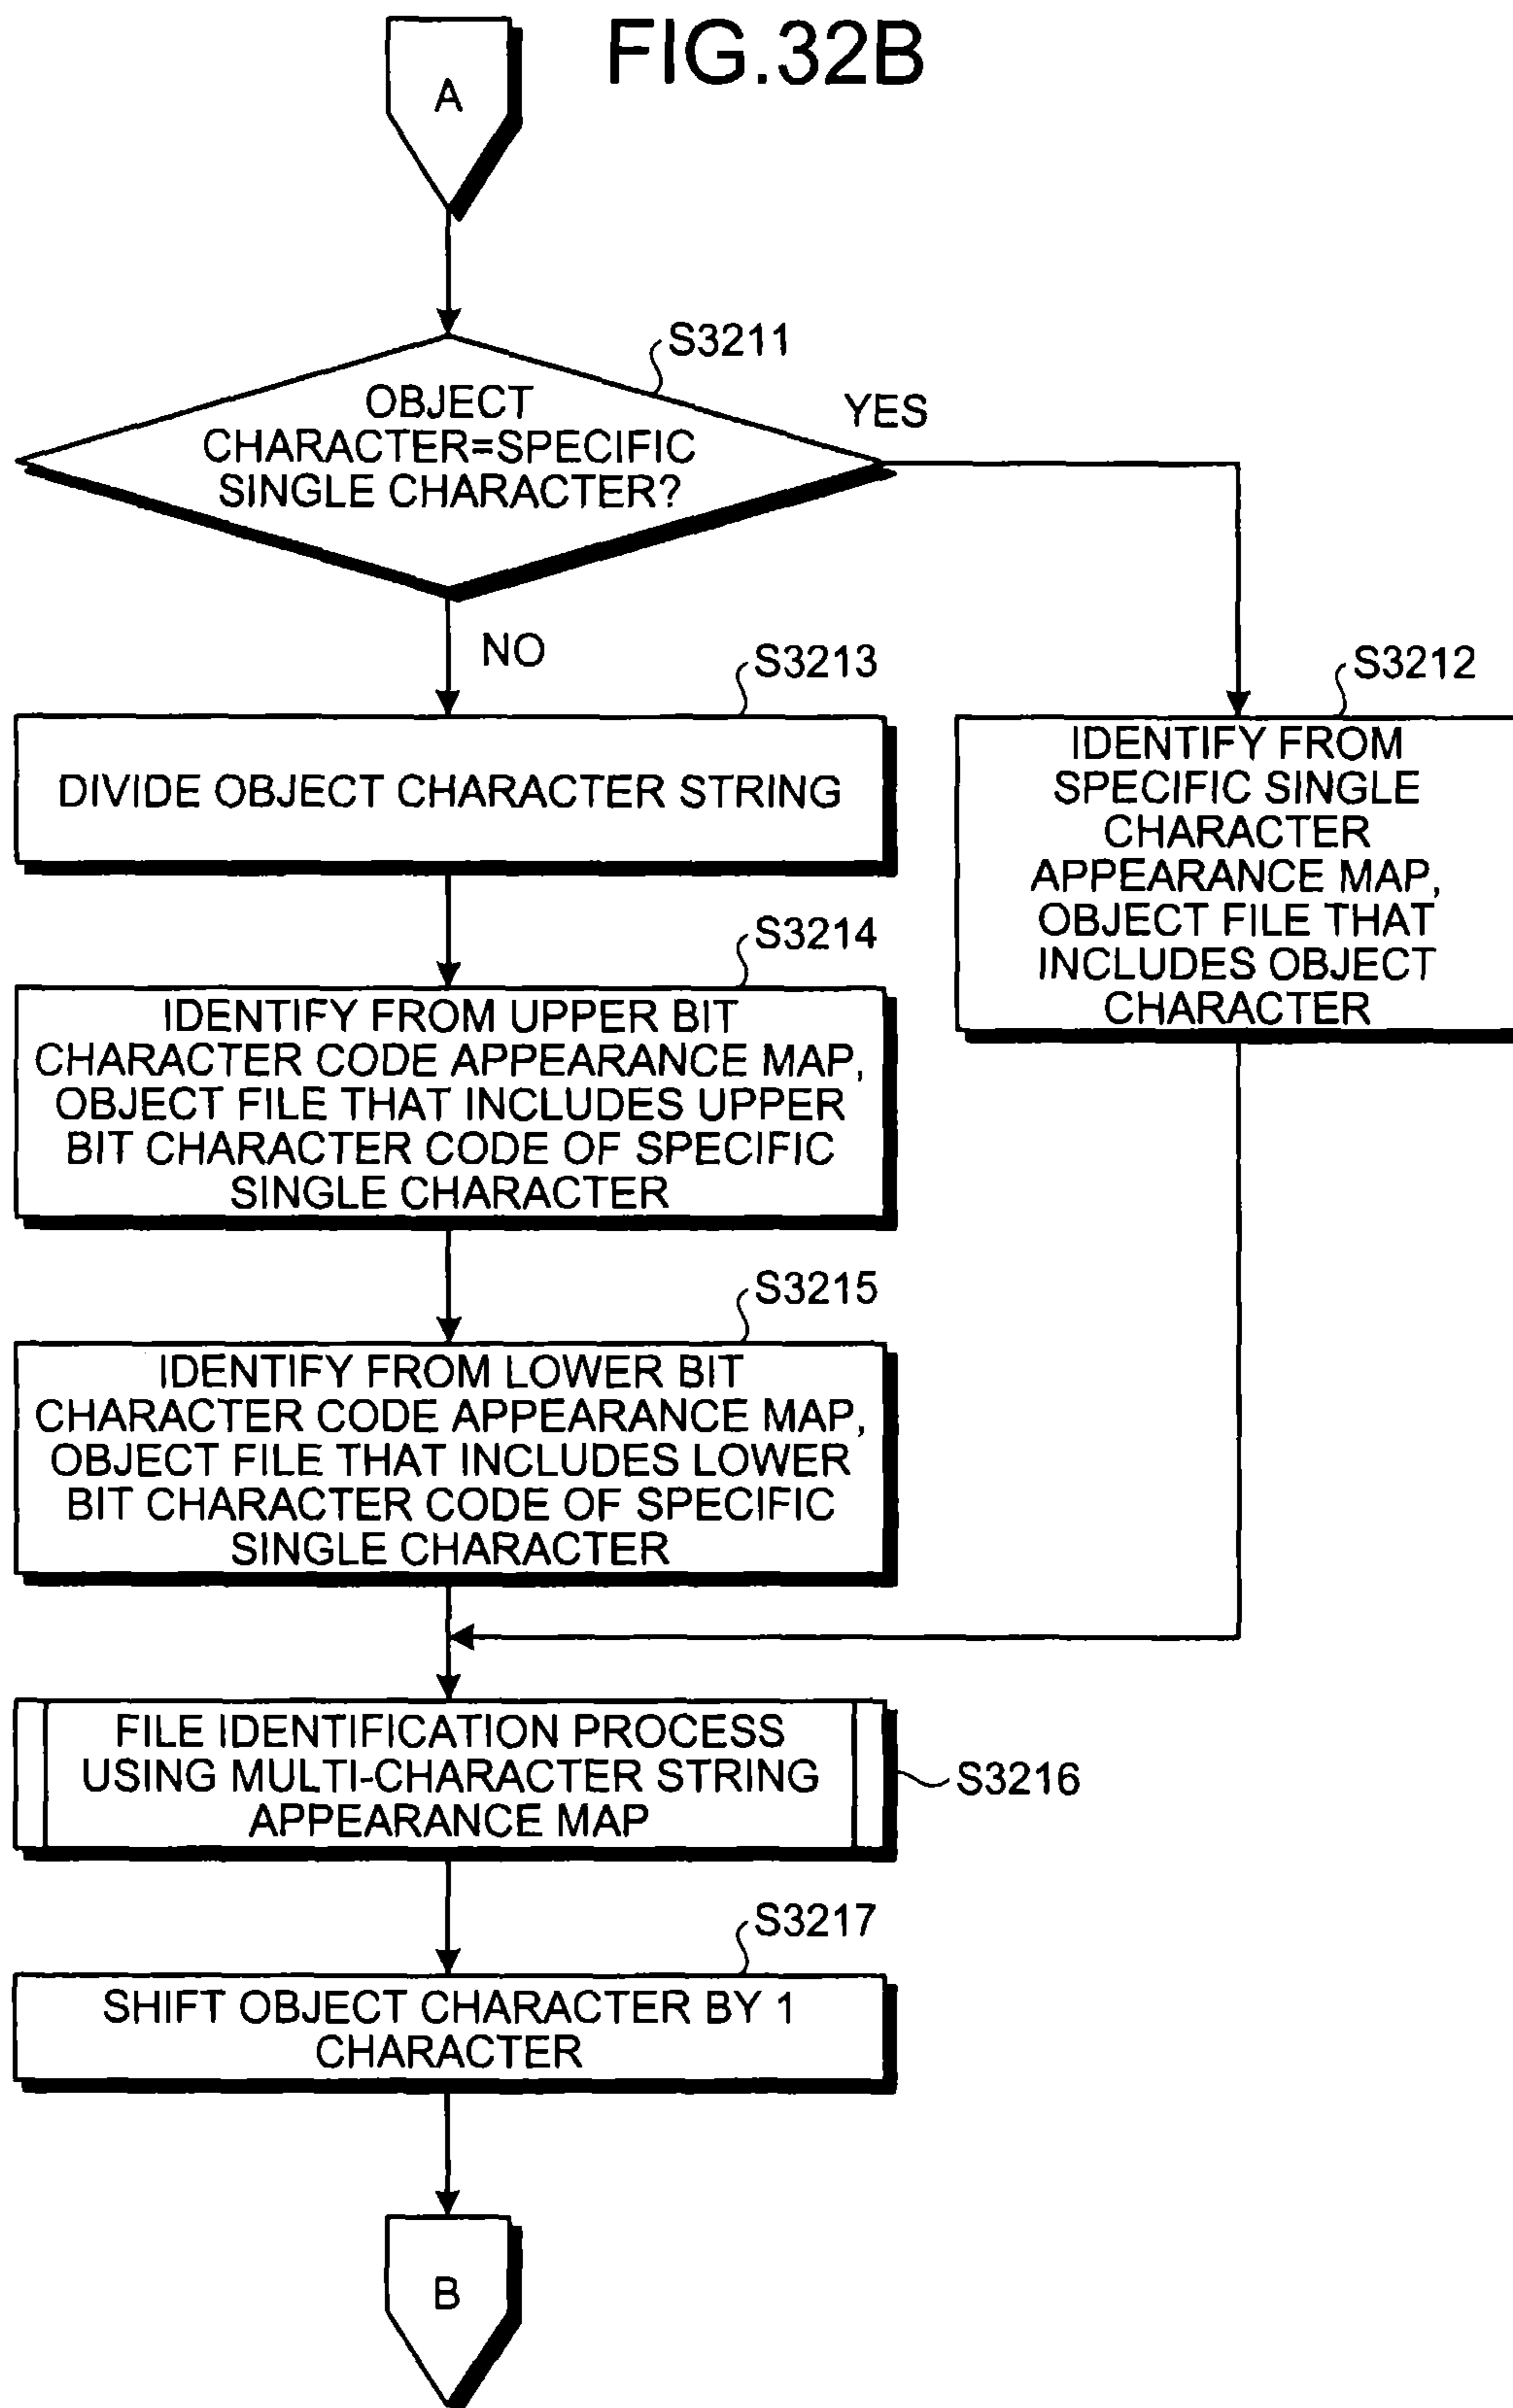 FIG.32B
A
S3211
OBJECT
CHARACTER=SPECIFIC
SINGLE CHARACTER?
YES
NO
S3213
DIVIDE OBJECT CHARACTER STRING
S3212
IDENTIFY FROM
SPECIFIC SINGLE
CHARACTER
APPEARANCE MAP,
OBJECT FILE THAT
INCLUDES OBJECT
CHARACTER
S3214
IDENTIFY FROM UPPER BIT
CHARACTER CODE APPEARANCE MAP,
OBJECT FILE THAT INCLUDES UPPER
BIT CHARACTER CODE OF SPECIFIC
SINGLE CHARACTER
S3215
IDENTIFY FROM LOWER BIT
CHARACTER CODE APPEARANCE MAP,
OBJECT FILE THAT INCLUDES LOWER
BIT CHARACTER CODE OF SPECIFIC
SINGLE CHARACTER
FILE IDENTIFICATION PROCESS
USING MULTI-CHARACTER STRING
APPEARANCE MAP
S3216
S3217
SHIFT OBJECT CHARACTER BY 1
CHARACTER
B